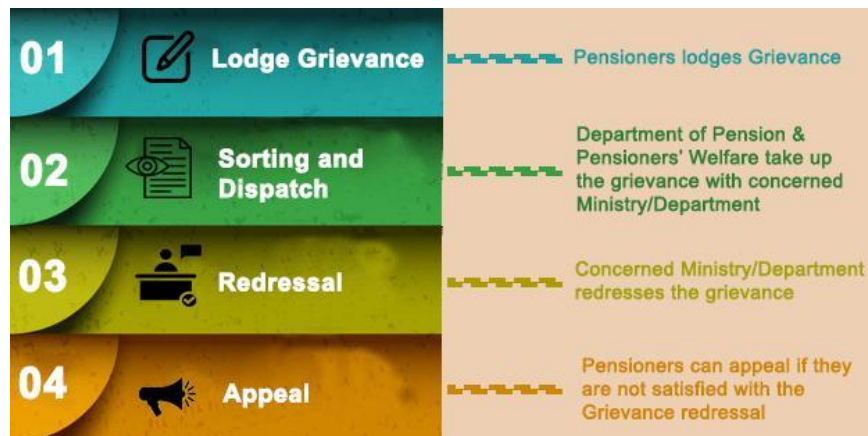 01
Lodge Grievance
Pensioners lodges Grievance
02
Sorting and
Dispatch
Department of Pension &
Pensioners' Welfare take up
the grievance with concerned
Ministry/Department
03
Redressal
Concerned Ministry/Department
redresses the grievance
04
Appeal
Pensioners can appeal if they
are not satisfied with the
Grievance redressal